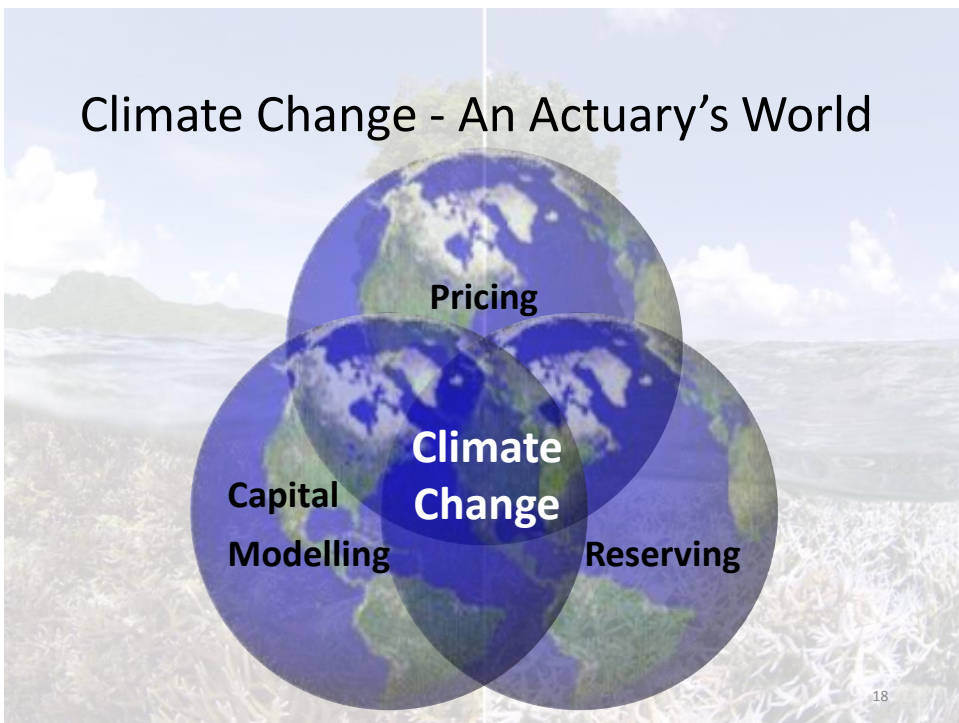 Climate Change - An Actuary’s World
Pricing
Climate
Change
Capital
Modelling
Reserving
18